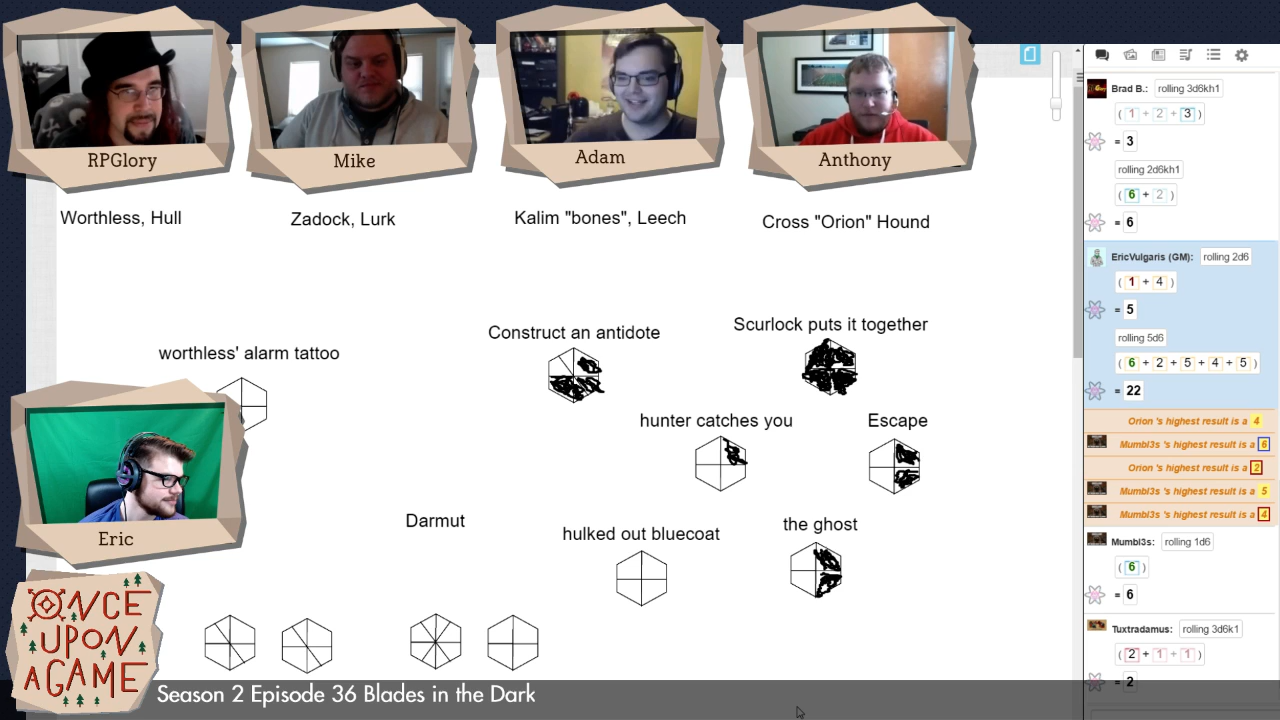 RPGlory
Mike
Adam
Anthony
Worthless, Hull
Zadock, Lurk
Kalim "bones", Leech
Cross "Orion" Hound
worthless' alarm tattoo
Construct an antidote
Scurlock puts it together
hunter catches you
Escape
Darmut
hulked out bluecoat
the ghost
Eric
ONCE
UPON
A GAME
Season 2 Episode 36 Blades in the Dark
Brad B.: rolling 3d6kh1
( 1 + 2 + 3 )
= 3
rolling 2d6kh1
( 6 + 2 )
= 6
EricVulgaris (GM): rolling 2d6
( 1 + 4 )
= 5
rolling 5d6
( 6 + 2 + 5 + 4 + 5 )
= 22
Orion 's highest result is a 4
Mumbl3s 's highest result is a 6
Orion 's highest result is a 2
Mumbl3s 's highest result is a 5
Mumbl3s 's highest result is a 4
Mumbl3s: rolling 1d6
( 6 )
= 6
Tuxtradamus: rolling 3d6k1
( 2 + 1 + 1 )
= 2